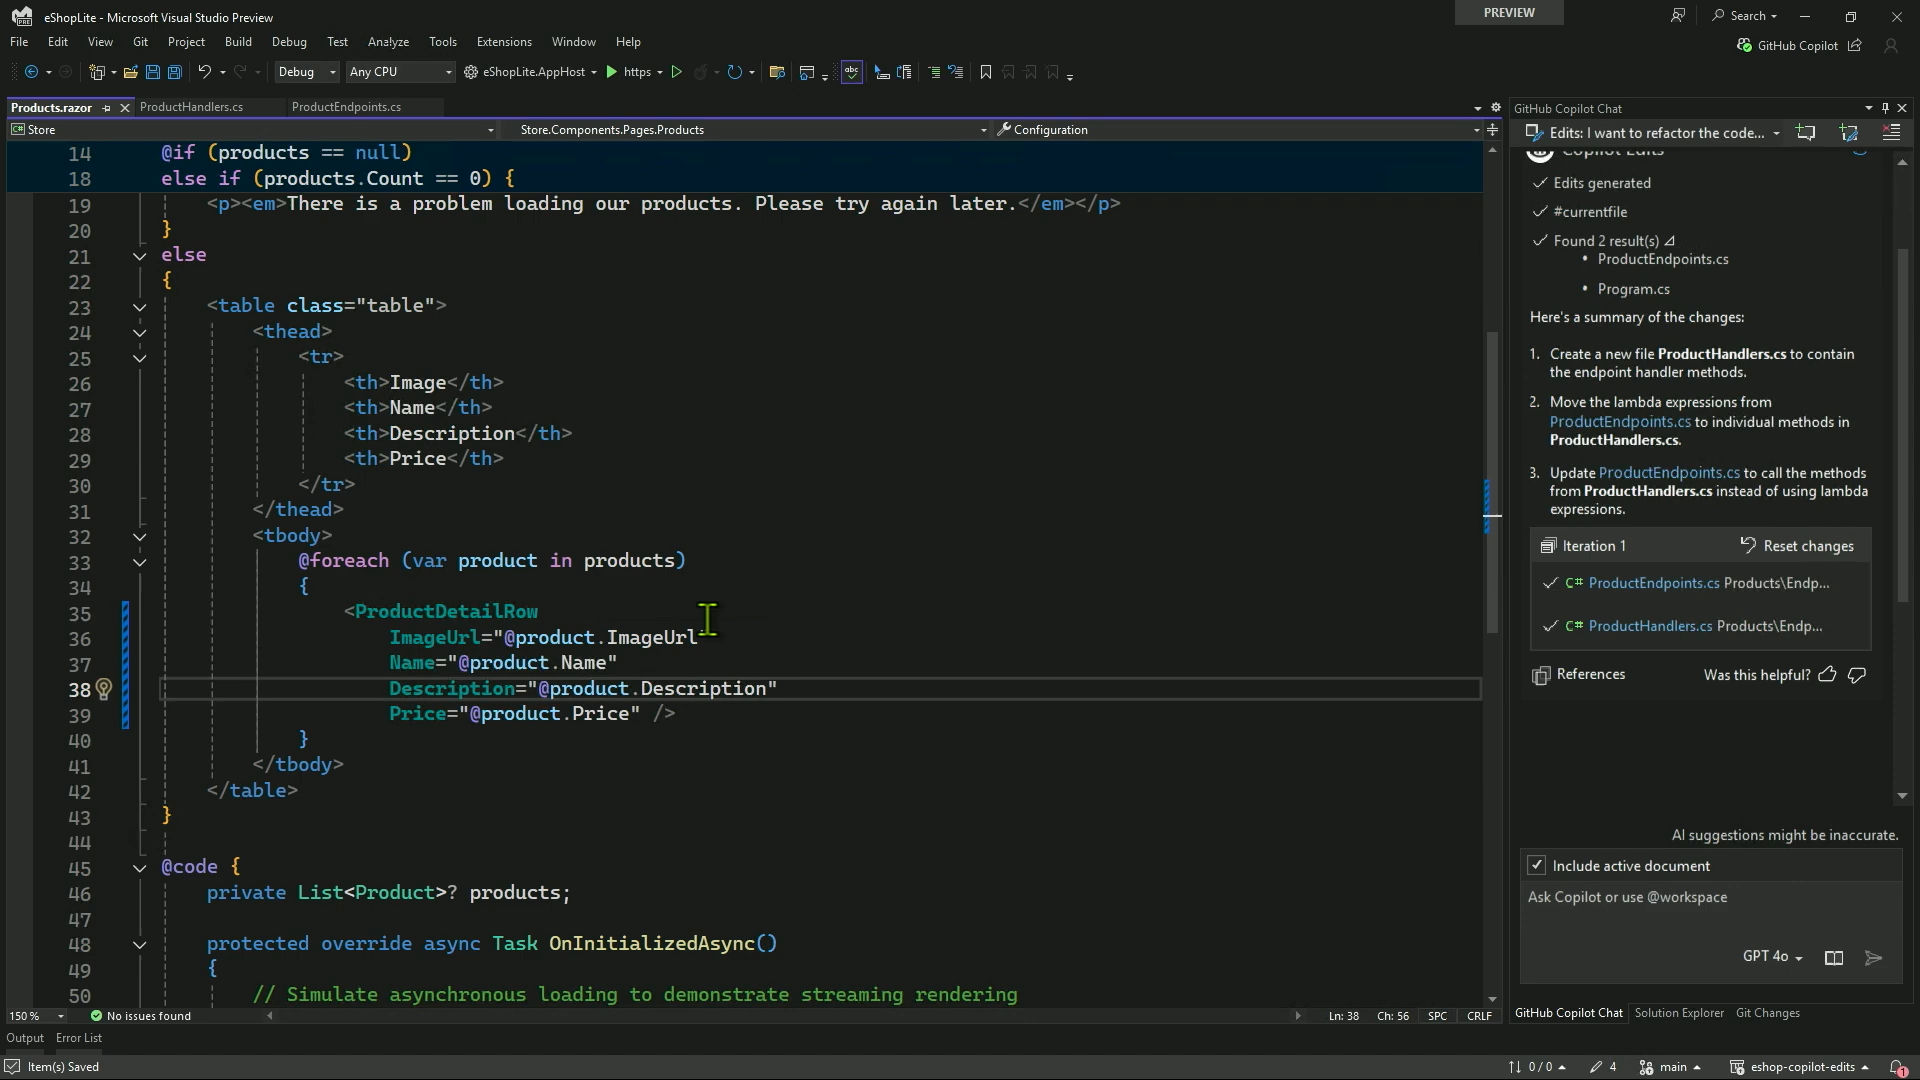 eShopLite - Microsoft Visual Studio Preview
PREVIEW
Search
File Edit View Git Project Build Debug Test Analyze Tools Extensions Window Help
GitHub Copilot
Debug Any CPU eShopLite.AppHost https
Products.razor ProductHandlers.cs ProductEndpoints.cs
Store Store.Components.Pages.Products Configuration
14 @if (products == null)
18 else if (products.Count == 0) {
19 <p><em>There is a problem loading our products. Please try again later.</em></p>
20 }
21 else
22 {
23 <table class="table">
24 <thead>
25 <tr>
26 <th>Image</th>
27 <th>Name</th>
28 <th>Description</th>
29 <th>Price</th>
30 </tr>
31 </thead>
32 <tbody>
33 @foreach (var product in products)
34 {
35 <ProductDetailRow
36 ImageUrl="@product.ImageUrl"
37 Name="@product.Name"
38 Description="@product.Description"
39 Price="@product.Price" />
40 }
41 </tbody>
42 </table>
43 }
44
45 @code {
46 private List<Product>? products;
47
48 protected override async Task OnInitializedAsync()
49 {
50 // Simulate asynchronous loading to demonstrate streaming rendering
150 % No issues found Ln: 38 Ch: 56 SPC CRLF
Output Error List
Item(s) Saved
GitHub Copilot Chat
Edits: I want to refactor the code...
Copilot Edits
Edits generated
#currentfile
Found 2 result(s)
• ProductEndpoints.cs
• Program.cs
Here's a summary of the changes:
1. Create a new file ProductHandlers.cs to contain
the endpoint handler methods.
2. Move the lambda expressions from
ProductEndpoints.cs to individual methods in
ProductHandlers.cs.
3. Update ProductEndpoints.cs to call the methods
from ProductHandlers.cs instead of using lambda
expressions.
Iteration 1 Reset changes
C# ProductEndpoints.cs Products\Endp...
C# ProductHandlers.cs Products\Endp...
References Was this helpful?
AI suggestions might be inaccurate.
Include active document
Ask Copilot or use @workspace
GPT 4o
GitHub Copilot Chat Solution Explorer Git Changes
0 / 0 4 main eshop-copilot-edits 1